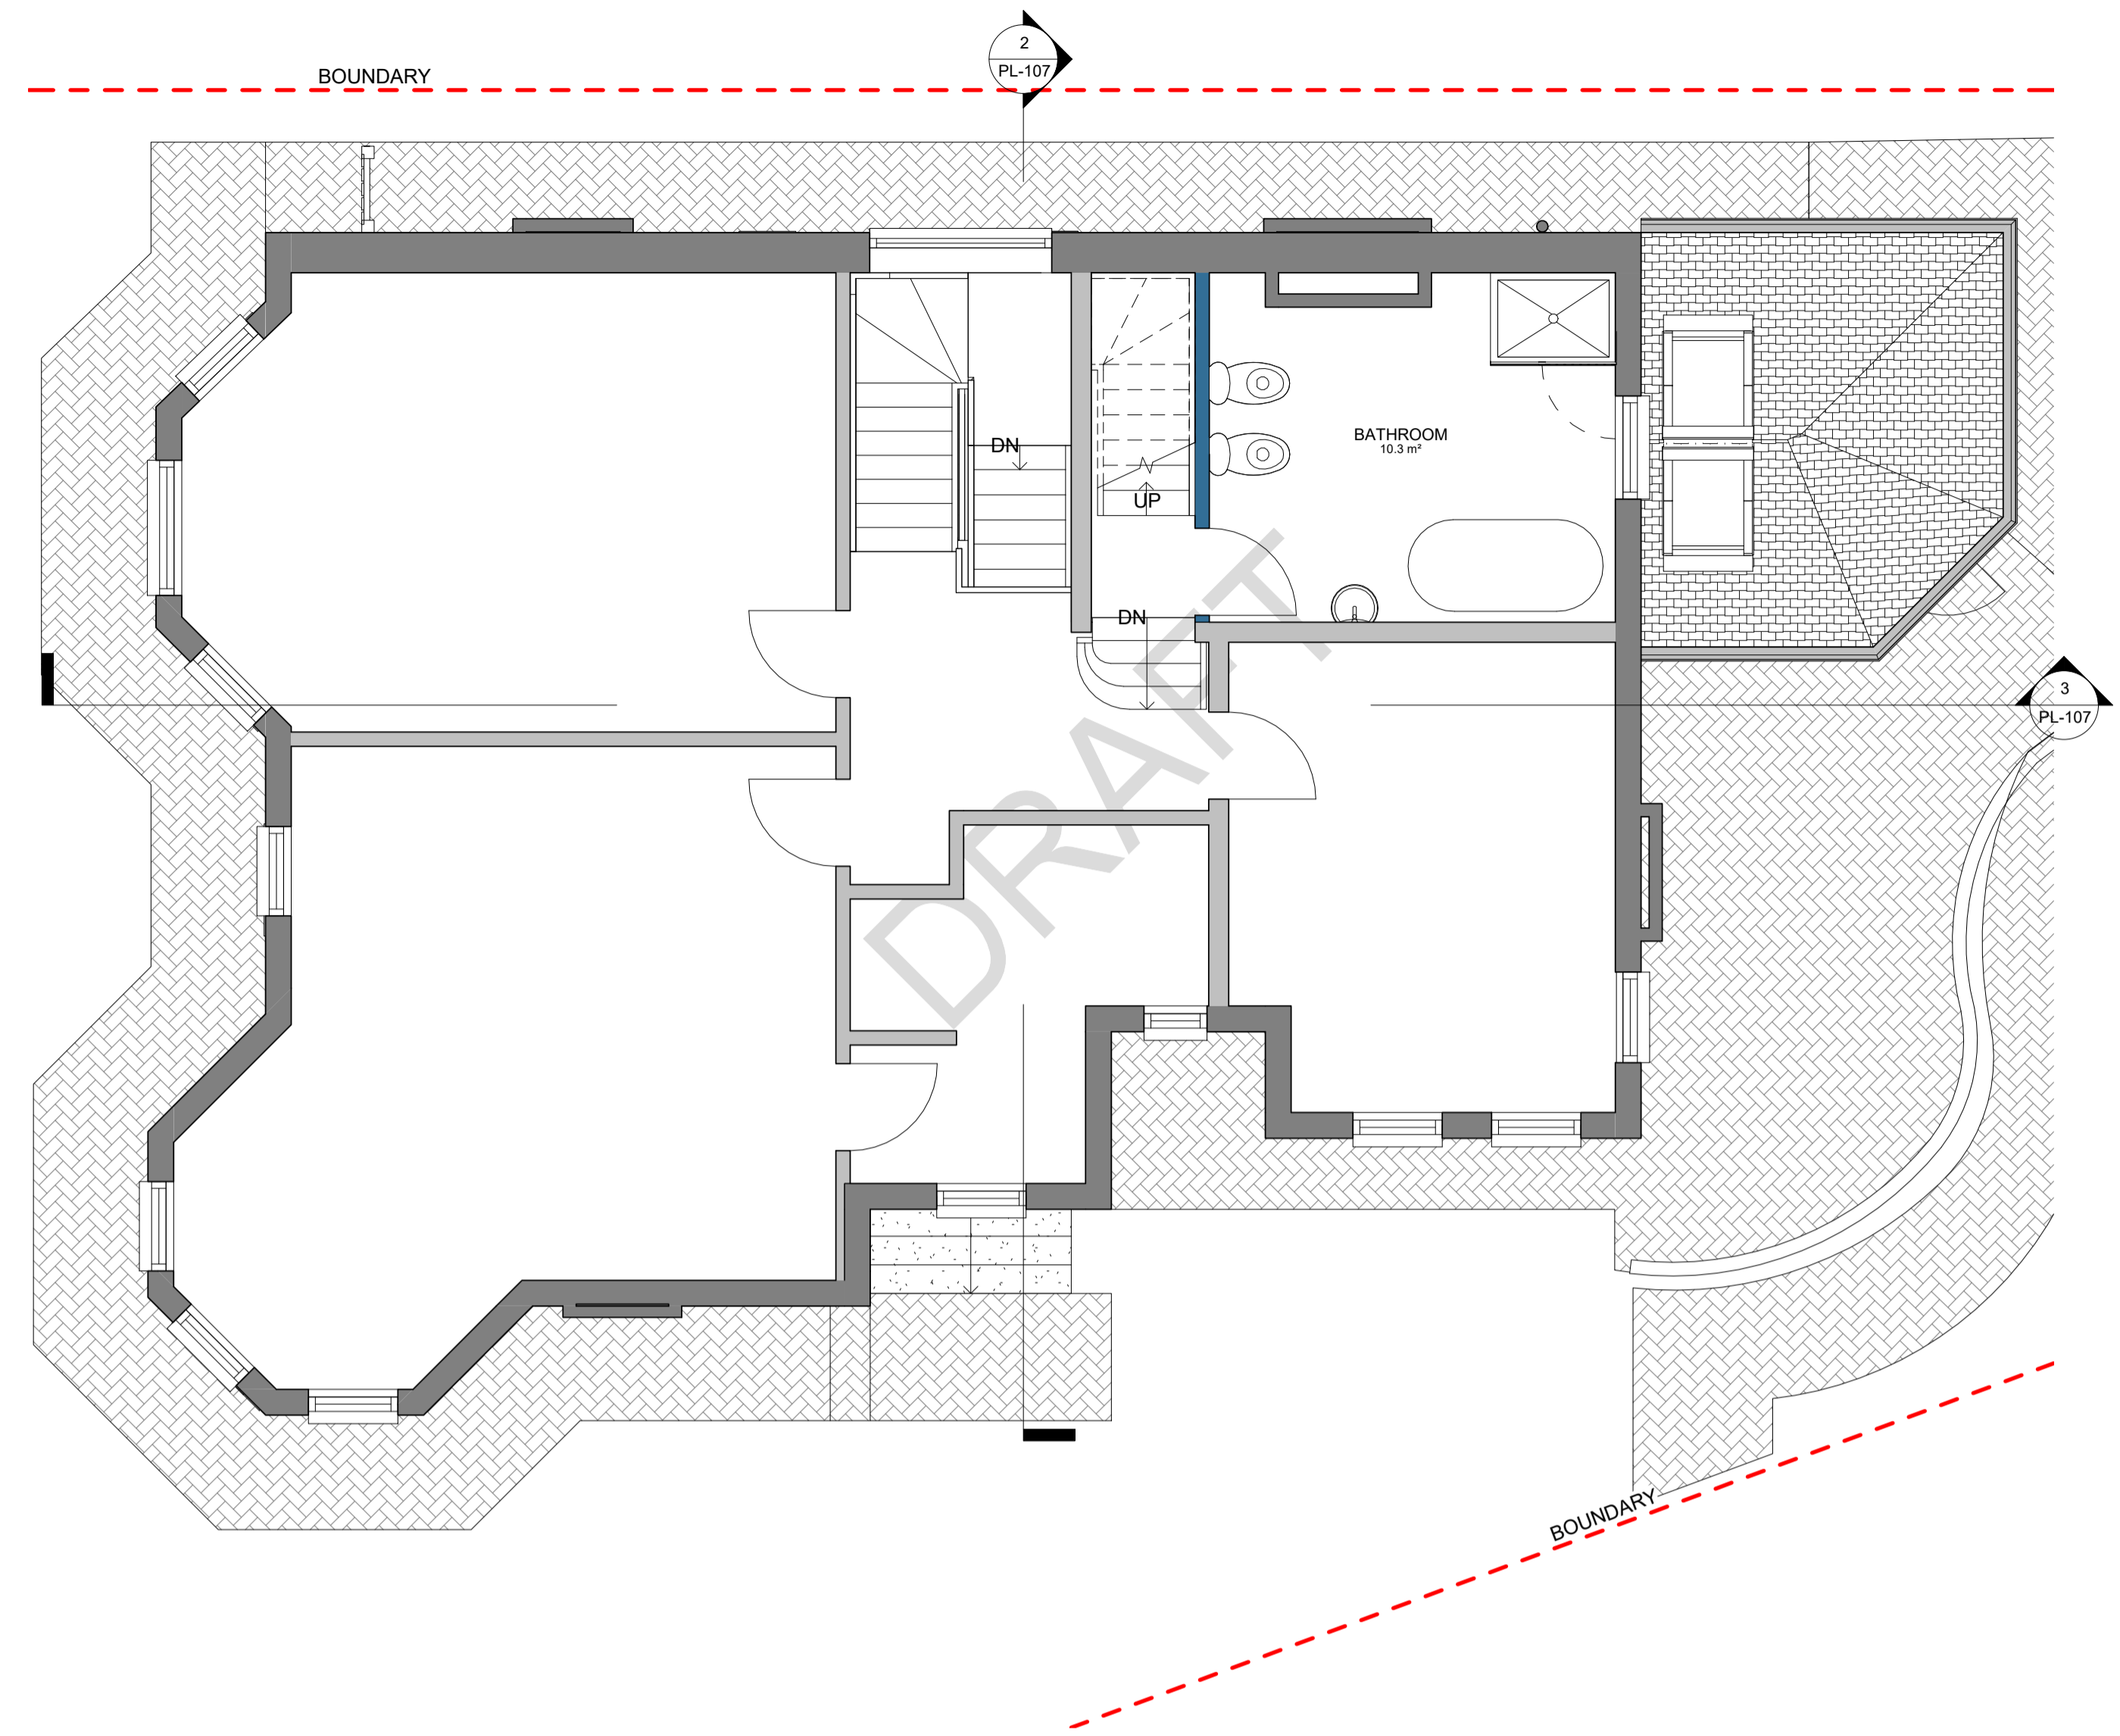 2
PL-107
BOUNDARY
DN
BATHROOM
10.3 m²
UP
DN
DRAFT
3
PL-107
BOUNDARY